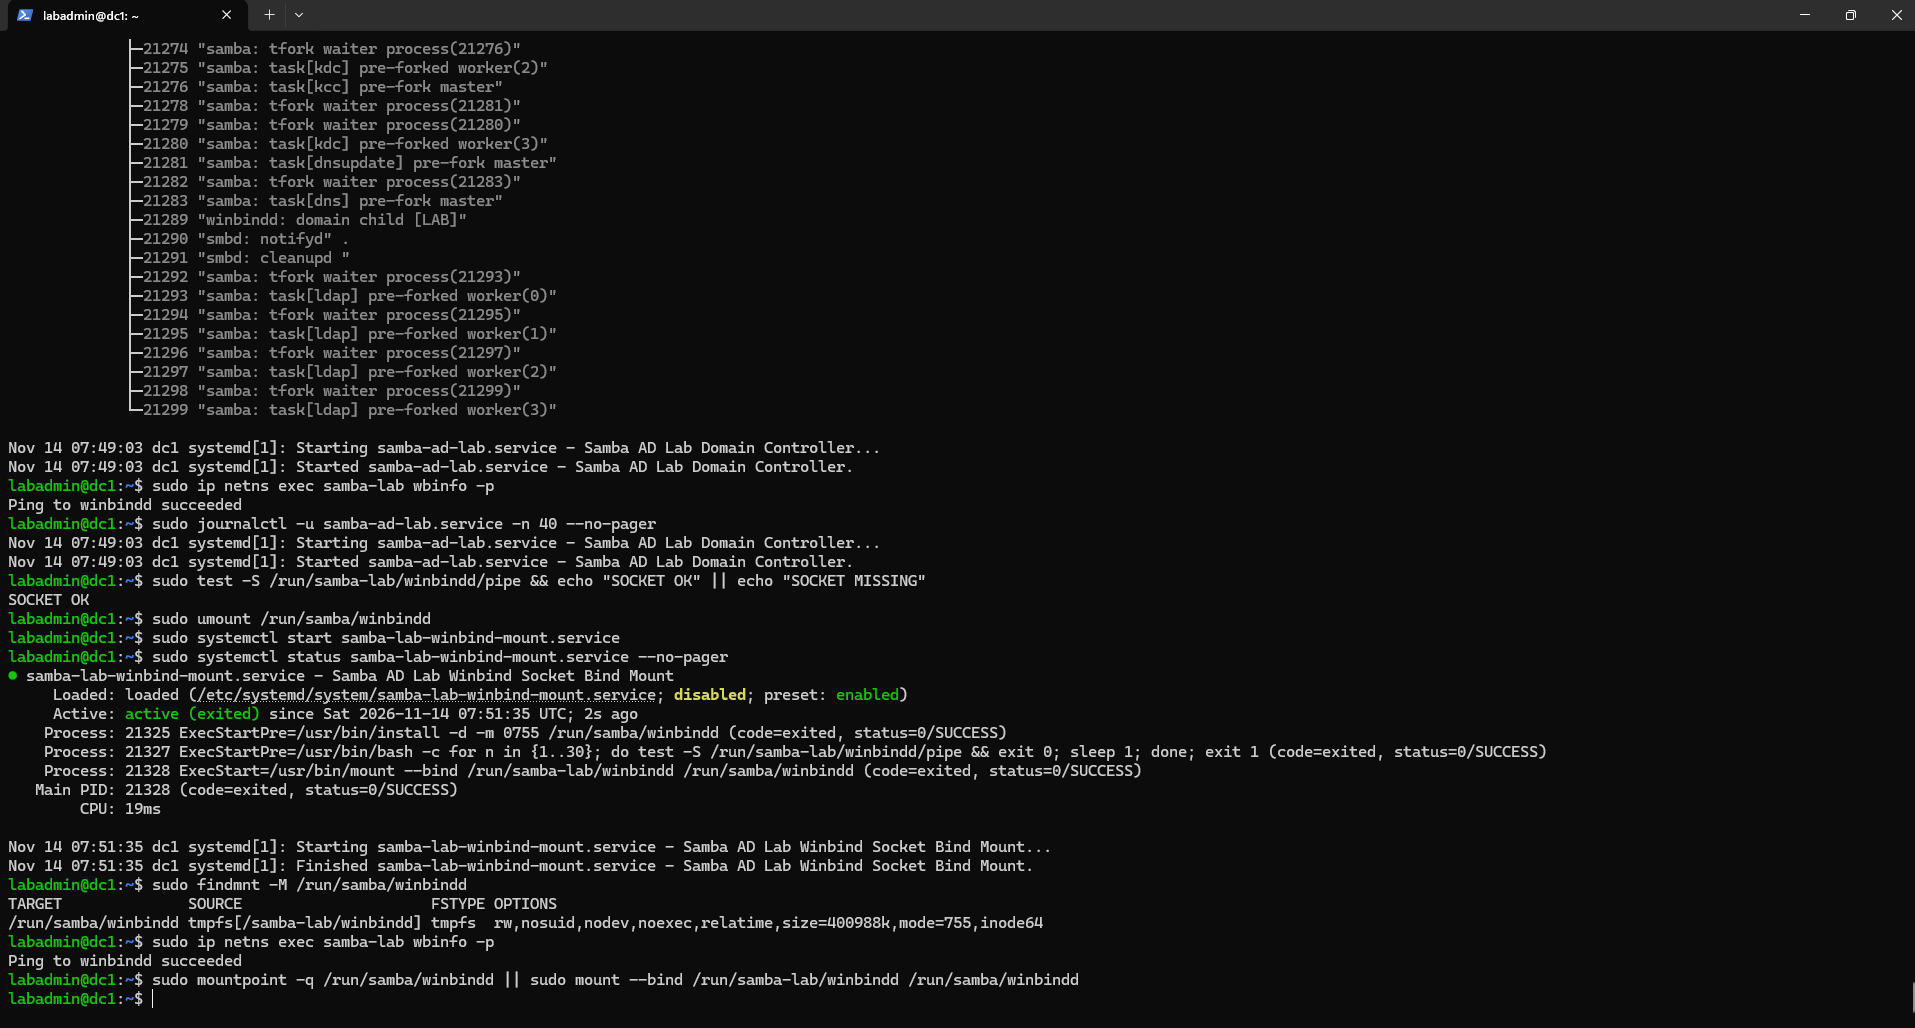 labadmin@dc1: ~
├─21274 "samba: tfork waiter process(21276)"
├─21275 "samba: task[kdc] pre-forked worker(2)"
├─21276 "samba: task[kcc] pre-fork master"
├─21278 "samba: tfork waiter process(21281)"
├─21279 "samba: tfork waiter process(21280)"
├─21280 "samba: task[kdc] pre-forked worker(3)"
├─21281 "samba: task[dnsupdate] pre-fork master"
├─21282 "samba: tfork waiter process(21283)"
├─21283 "samba: task[dns] pre-fork master"
├─21289 "winbindd: domain child [LAB]"
├─21290 "smbd: notifyd" .
├─21291 "smbd: cleanupd "
├─21292 "samba: tfork waiter process(21293)"
├─21293 "samba: task[ldap] pre-forked worker(0)"
├─21294 "samba: tfork waiter process(21295)"
├─21295 "samba: task[ldap] pre-forked worker(1)"
├─21296 "samba: tfork waiter process(21297)"
├─21297 "samba: task[ldap] pre-forked worker(2)"
├─21298 "samba: tfork waiter process(21299)"
└─21299 "samba: task[ldap] pre-forked worker(3)"
Nov 14 07:49:03 dc1 systemd[1]: Starting samba-ad-lab.service - Samba AD Lab Domain Controller...
Nov 14 07:49:03 dc1 systemd[1]: Started samba-ad-lab.service - Samba AD Lab Domain Controller.
labadmin@dc1:~$ sudo ip netns exec samba-lab wbinfo -p
Ping to winbindd succeeded
labadmin@dc1:~$ sudo journalctl -u samba-ad-lab.service -n 40 --no-pager
Nov 14 07:49:03 dc1 systemd[1]: Starting samba-ad-lab.service - Samba AD Lab Domain Controller...
Nov 14 07:49:03 dc1 systemd[1]: Started samba-ad-lab.service - Samba AD Lab Domain Controller.
labadmin@dc1:~$ sudo test -S /run/samba-lab/winbindd/pipe && echo "SOCKET OK" || echo "SOCKET MISSING"
SOCKET OK
labadmin@dc1:~$ sudo umount /run/samba/winbindd
labadmin@dc1:~$ sudo systemctl start samba-lab-winbind-mount.service
labadmin@dc1:~$ sudo systemctl status samba-lab-winbind-mount.service --no-pager
● samba-lab-winbind-mount.service - Samba AD Lab Winbind Socket Bind Mount
Loaded: loaded (/etc/systemd/system/samba-lab-winbind-mount.service; disabled; preset: enabled)
Active: active (exited) since Sat 2026-11-14 07:51:35 UTC; 2s ago
Process: 21325 ExecStartPre=/usr/bin/install -d -m 0755 /run/samba/winbindd (code=exited, status=0/SUCCESS)
Process: 21327 ExecStartPre=/usr/bin/bash -c for n in {1..30}; do test -S /run/samba-lab/winbindd/pipe && exit 0; sleep 1; done; exit 1 (code=exited, status=0/SUCCESS)
Process: 21328 ExecStart=/usr/bin/mount --bind /run/samba-lab/winbindd /run/samba/winbindd (code=exited, status=0/SUCCESS)
Main PID: 21328 (code=exited, status=0/SUCCESS)
CPU: 19ms
Nov 14 07:51:35 dc1 systemd[1]: Starting samba-lab-winbind-mount.service - Samba AD Lab Winbind Socket Bind Mount...
Nov 14 07:51:35 dc1 systemd[1]: Finished samba-lab-winbind-mount.service - Samba AD Lab Winbind Socket Bind Mount.
labadmin@dc1:~$ sudo findmnt -M /run/samba/winbindd
TARGET SOURCE FSTYPE OPTIONS
/run/samba/winbindd tmpfs[/samba-lab/winbindd] tmpfs rw,nosuid,nodev,noexec,relatime,size=400988k,mode=755,inode64
labadmin@dc1:~$ sudo ip netns exec samba-lab wbinfo -p
Ping to winbindd succeeded
labadmin@dc1:~$ sudo mountpoint -q /run/samba/winbindd || sudo mount --bind /run/samba-lab/winbindd /run/samba/winbindd
labadmin@dc1:~$